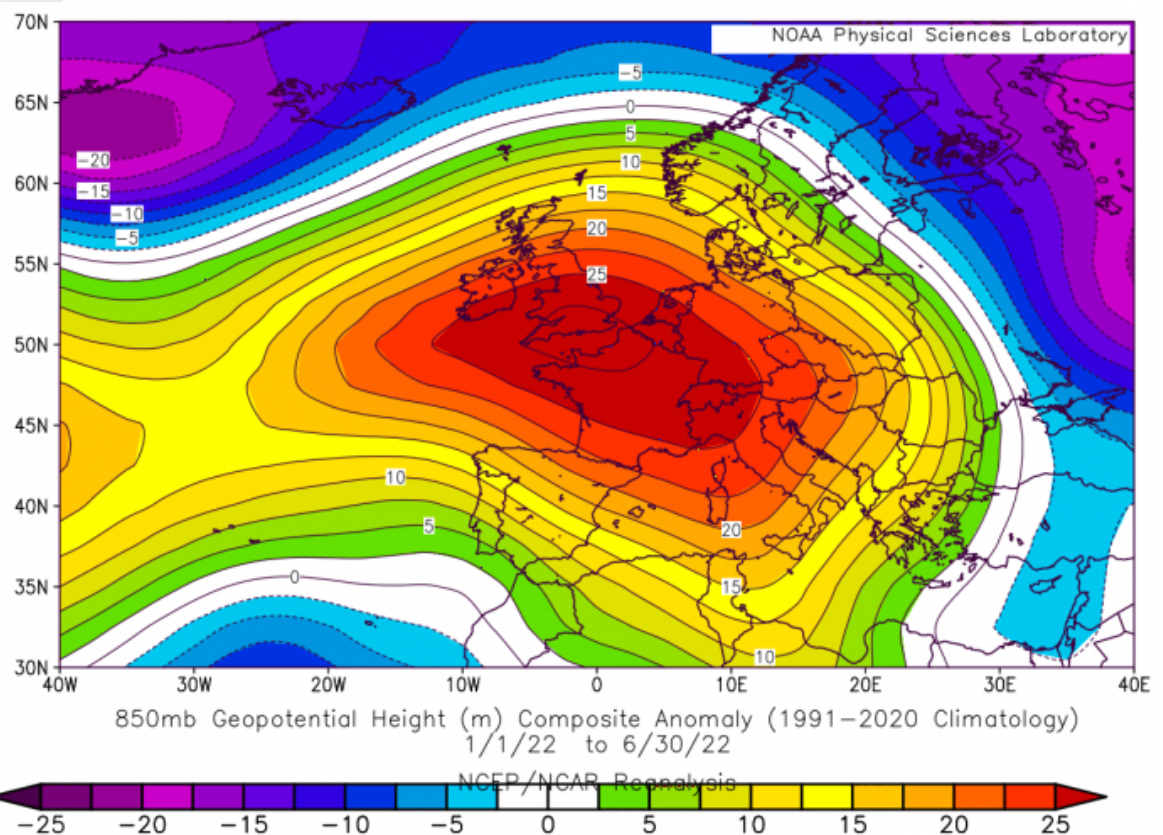 70N
NOAA Physical Sciences Laboratory
-5
65N
0
5
-20
10
60N
-15
15
-10
20
-5
55N
25
50N
45N
10
40N
5
20
35N
0
15
30N
10
40W 30W 20W 10W 0 10E 20E 30E 40E
850mb Geopotential Height (m) Composite Anomaly (1991-2020 Climatology)
1/1/22 to 6/30/22
NCEP/NCAR Reanalysis
-25 -20 -15 -10 -5 0 5 10 15 20 25